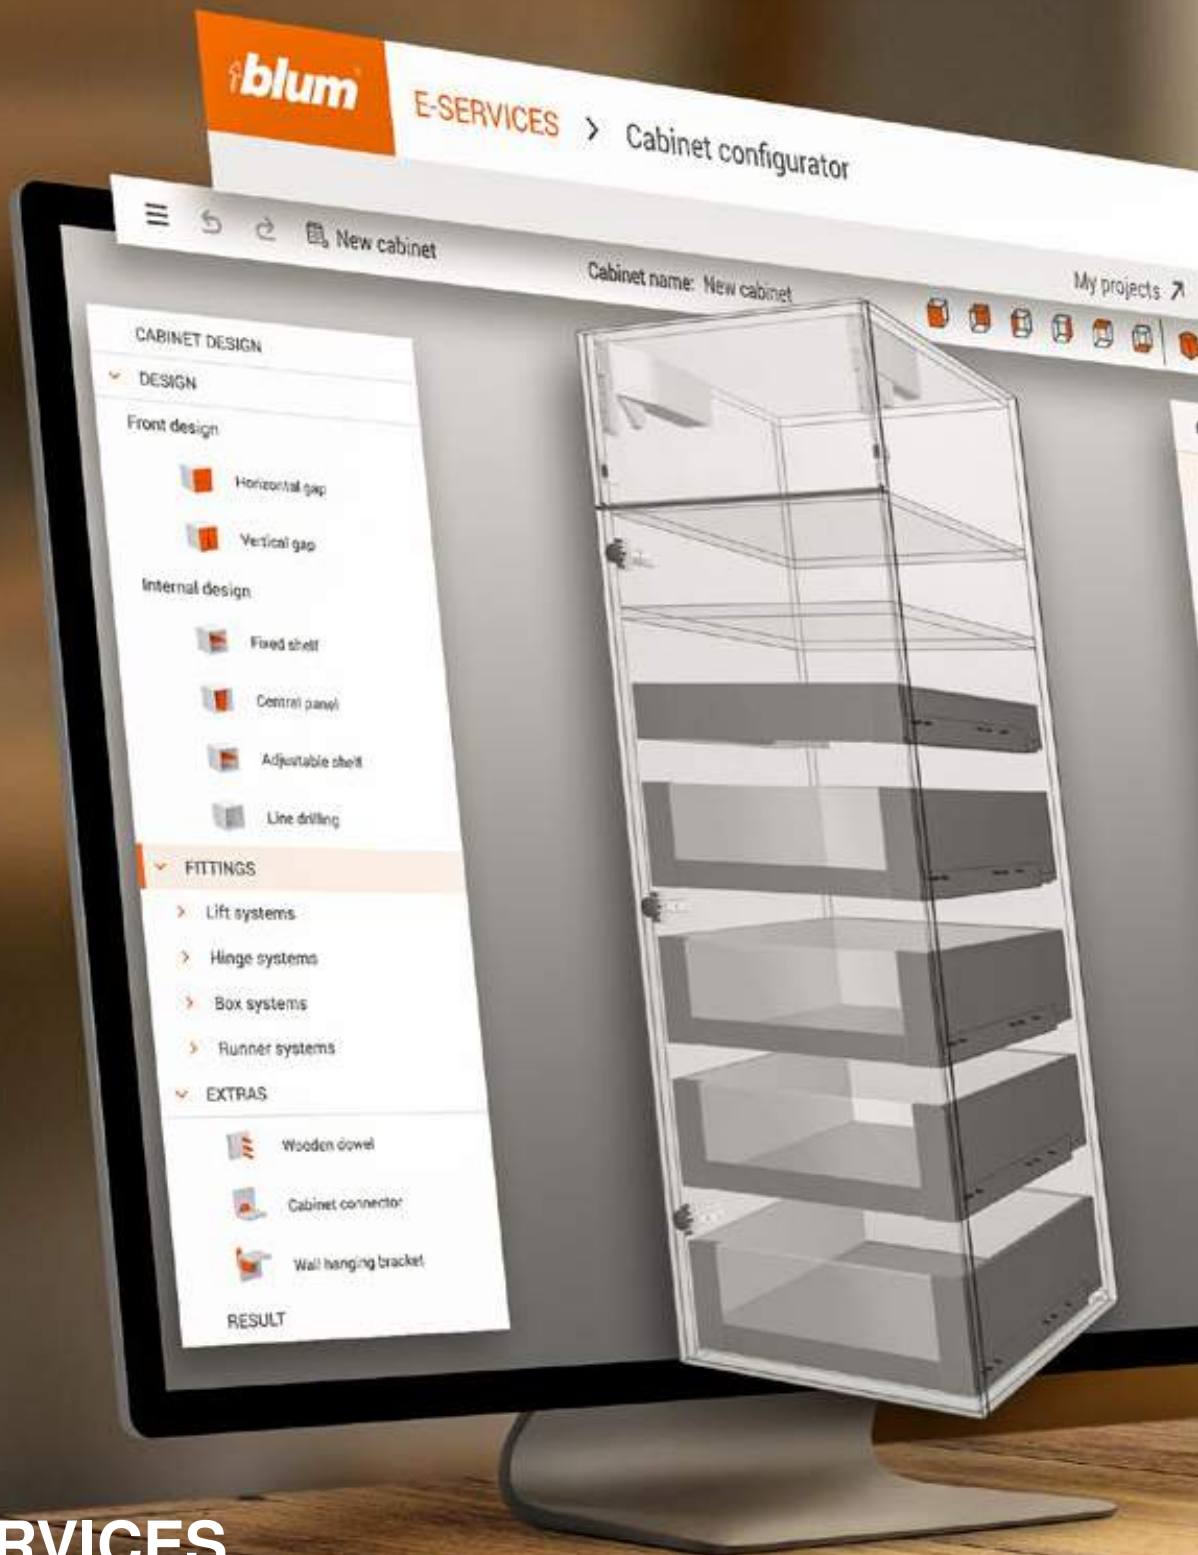 blum
E-SERVICES > Cabinet configurator
New cabinet
Cabinet name: New cabinet
My projects
CABINET DESIGN
DESIGN
Front design
Horizontal gap
Vertical gap
Internal design
Fixed shelf
Central panel
Adjustable shelf
Line drilling
FITTINGS
Lift systems
Hinge systems
Box systems
Runner systems
EXTRAS
Wooden dowel
Cabinet connector
Wall hanging bracket
RESULT